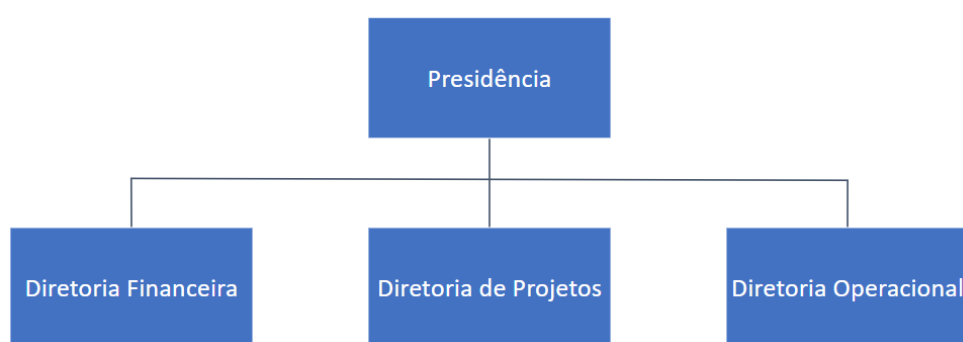 Presidência
Diretoria Financeira
Diretoria de Projetos
Diretoria Operacional